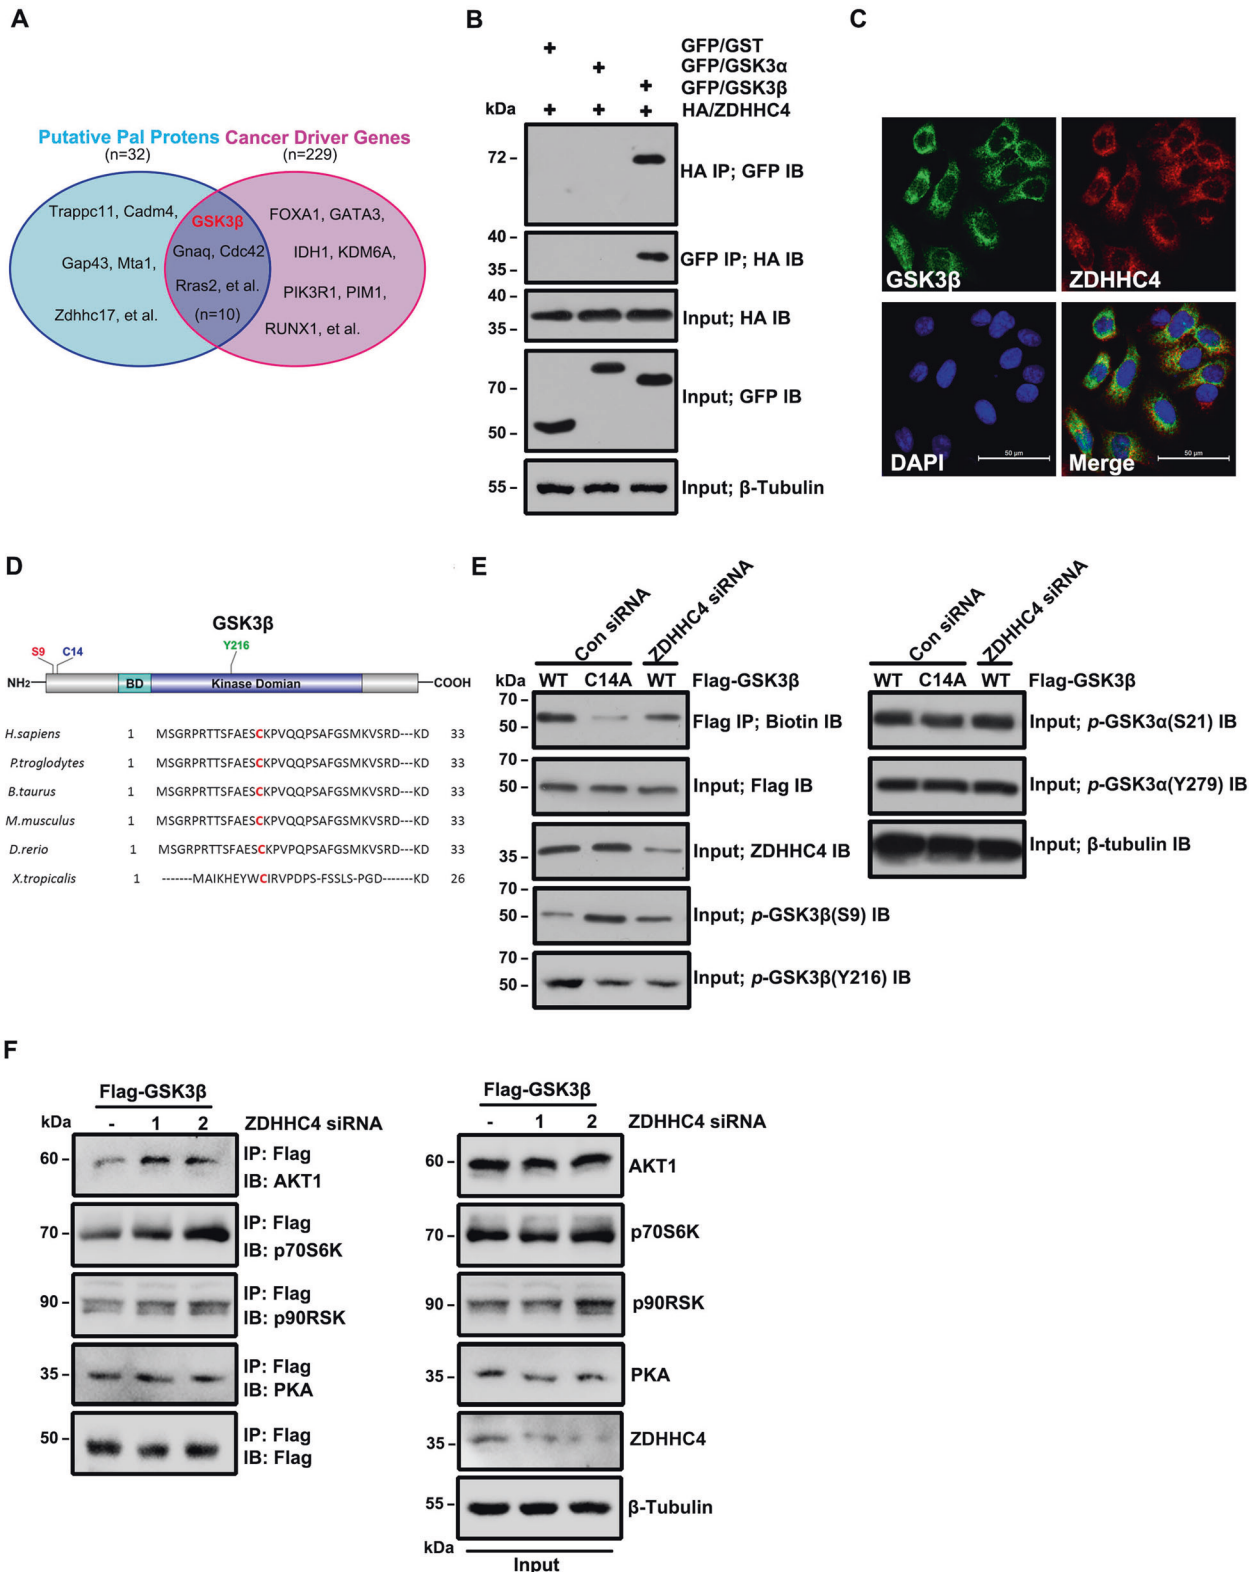 A
Putative Pal Protens Cancer Driver Genes
(n=32) (n=229)
Trappc11, Cadm4,
Gap43, Mta1,
Zdhhc17, et al.
GSK3β
Gnaq, Cdc42
Rras2, et al.
(n=10)
FOXA1, GATA3,
IDH1, KDM6A,
PIK3R1, PIM1,
RUNX1, et al.
B
+ GFP/GST
+ GFP/GSK3α
+ GFP/GSK3β
kDa + + + HA/ZDHHC4
72 HA IP; GFP IB
40
35 GFP IP; HA IB
40
35 Input; HA IB
70
50 Input; GFP IB
55 Input; β-Tubulin
C
GSK3β
ZDHHC4
DAPI
50 μm
Merge
50 μm
D
GSK3β
S9 C14 Y216
NH2 BD Kinase Domian COOH
H.sapiens 1 MSGRPRTTSFAESCKPVQQPSAFGSMKVSRD---KD 33
P.troglodytes 1 MSGRPRTTSFAESCKPVQQPSAFGSMKVSRD---KD 33
B.taurus 1 MSGRPRTTSFAESCKPVQQPSAFGSMKVSRD---KD 33
M.musculus 1 MSGRPRTTSFAESCKPVQQPSAFGSMKVSRD---KD 33
D.rerio 1 MSGRPRTTSFAESCKPVPQPSAFGSMKVSRD---KD 33
X.tropicalis 1 -------MAIKHEYWCIRVPDPS-FSSLS-PGD-------KD 26
E
Con siRNA
ZDHHC4 siRNA
kDa WT C14A WT Flag-GSK3β
70
50 Flag IP; Biotin IB
70
50 Input; Flag IB
35 Input; ZDHHC4 IB
70
50 Input; p-GSK3β(S9) IB
70
50 Input; p-GSK3β(Y216) IB
Con siRNA
ZDHHC4 siRNA
WT C14A WT Flag-GSK3β
Input; p-GSK3α(S21) IB
Input; p-GSK3α(Y279) IB
Input; β-tubulin IB
F
Flag-GSK3β
kDa - 1 2 ZDHHC4 siRNA
60 IP: Flag
IB: AKT1
70 IP: Flag
IB: p70S6K
90 IP: Flag
IB: p90RSK
35 IP: Flag
IB: PKA
50 IP: Flag
IB: Flag
Flag-GSK3β
- 1 2 ZDHHC4 siRNA
60 AKT1
70 p70S6K
90 p90RSK
35 PKA
35 ZDHHC4
55 β-Tubulin
kDa
Input